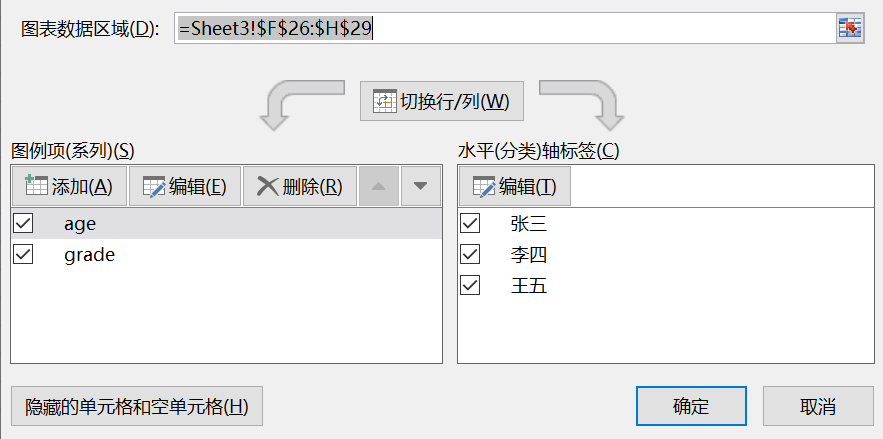 图表数据区域(D): =Sheet3!$F$26:$H$29
切换行/列(W)
图例项(系列)(S)
水平(分类)轴标签(C)
添加(A) 编辑(E) 删除(R)
编辑(T)
age
grade
张三
李四
王五
隐藏的单元格和空单元格(H)
确定 取消